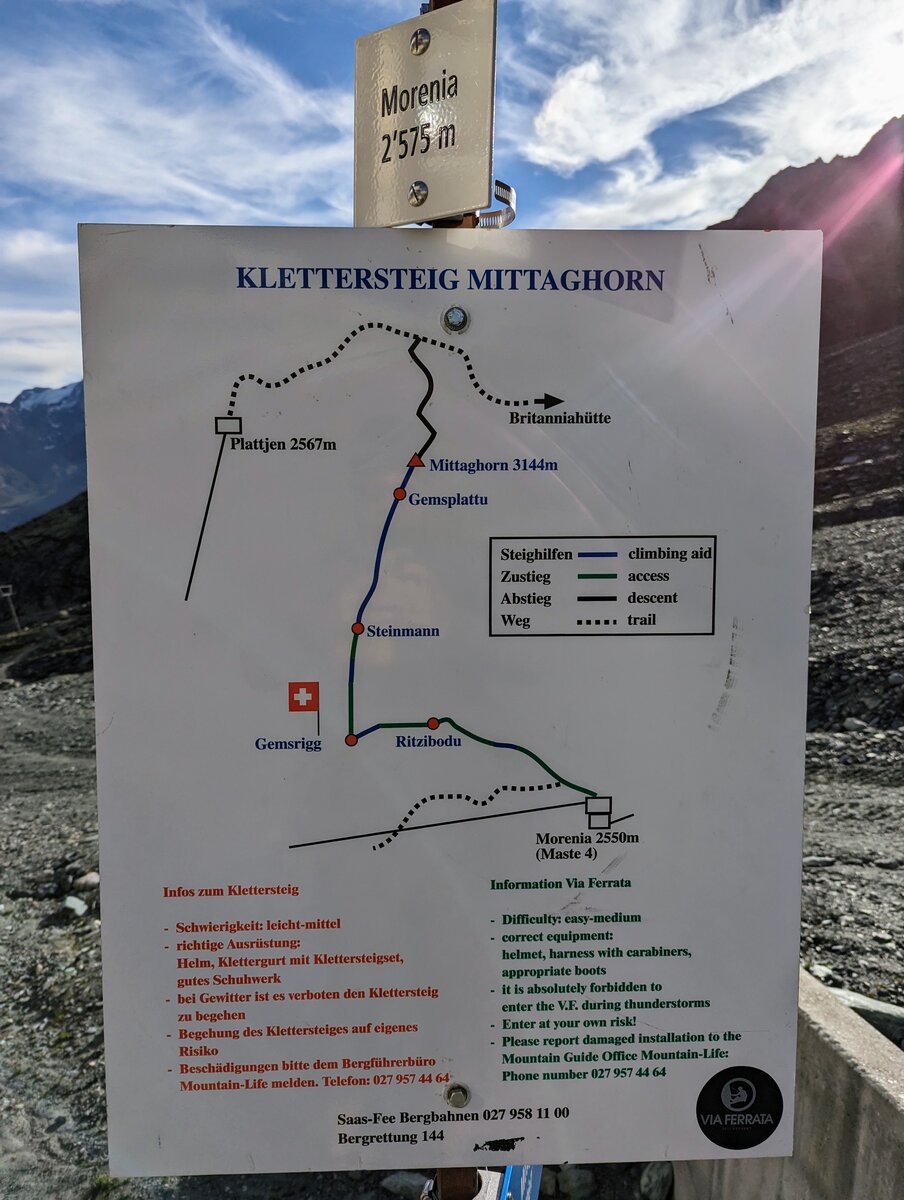 Morenia
2'575 m
KLETTERSTEIG MITTAGHORN
Britanniahütte
Plattjen 2567m
Mittaghorn 3144m
Gemsplattu
Steighilfen climbing aid
Zustieg access
Abstieg descent
Weg trail
Steinmann
Gemsrigg
Ritzibodu
Morenia 2550m
(Maste 4)
Infos zum Klettersteig
- Schwierigkeit: leicht-mittel
- richtige Ausrüstung:
Helm, Klettergurt mit Klettersteigset,
gutes Schuhwerk
- bei Gewitter ist es verboten den Klettersteig
zu begehen
- Begehung des Klettersteiges auf eigenes
Risiko
- Beschädigungen bitte dem Bergführerbüro
Mountain-Life melden. Telefon: 027 957 44 64
Information Via Ferrata
- Difficulty: easy-medium
- correct equipment:
helmet, harness with carabiners,
appropriate boots
- it is absolutely forbidden to
enter the V.F. during thunderstorms
- Enter at your own risk!
- Please report damaged installation to the
Mountain Guide Office Mountain-Life:
Phone number 027 957 44 64
Saas-Fee Bergbahnen 027 958 11 00
Bergrettung 144
VIA FERRATA